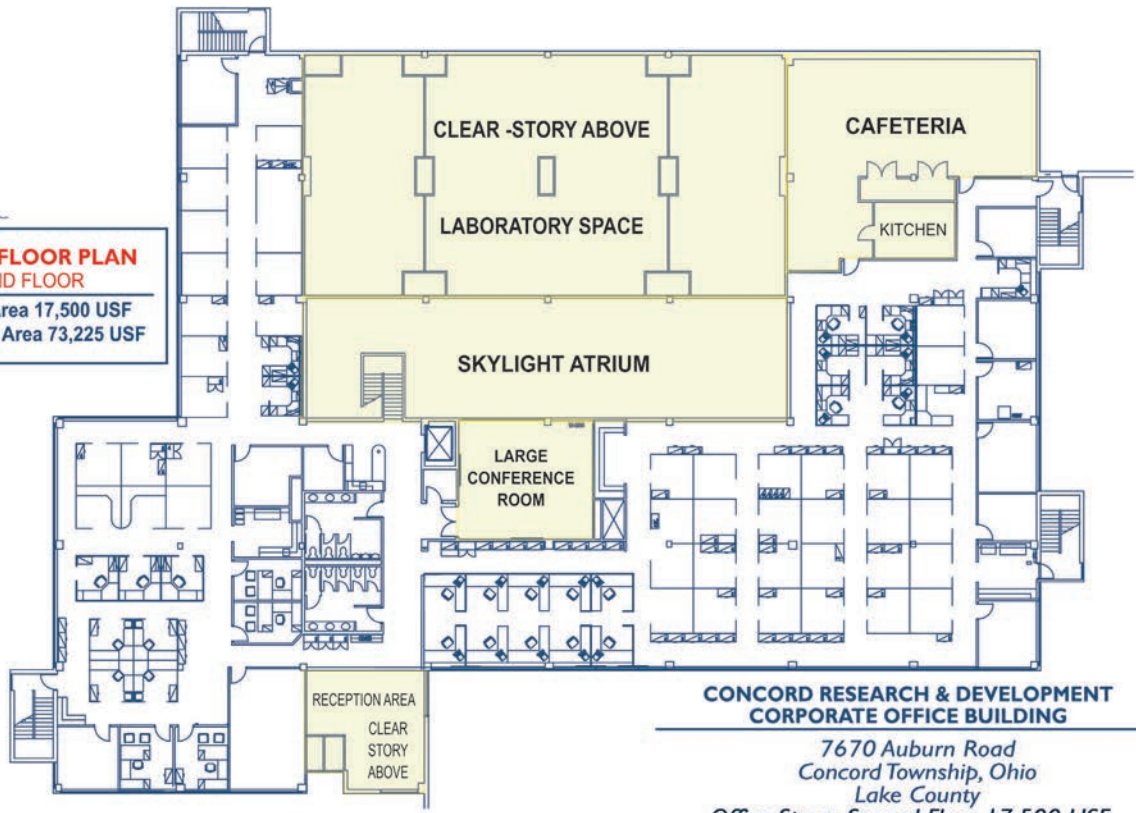 CLEAR -STORY ABOVE
CAFETERIA
LABORATORY SPACE
KITCHEN
FLOOR PLAN
FLOOR
Area 17,500 USF
Area 73,225 USF
SKYLIGHT ATRIUM
LARGE
CONFERENCE
ROOM
RECEPTION AREA
CLEAR
STORY
ABOVE
CONCORD RESEARCH & DEVELOPMENT
CORPORATE OFFICE BUILDING
7670 Auburn Road
Concord Township, Ohio
Lake County